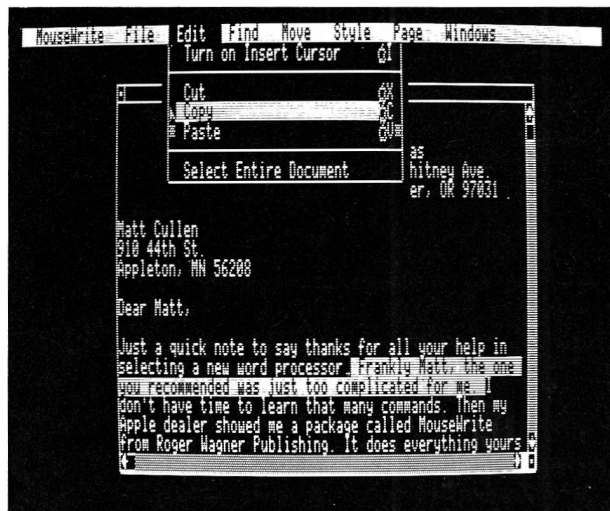 MouseWrite File Edit Find Move Style Page Windows
Turn on Insert Cursor I
Cut X
Copy C
Paste V
Select Entire Document
as
hitney Ave.
er, OR 97031
Matt Cullen
910 44th St.
Appleton, MN 56208
Dear Matt,
Just a quick note to say thanks for all your help in
selecting a new word processor. Frankly Matt, the one
you recommended was just too complicated for me. I
don't have time to learn that many commands. Then my
Apple dealer showed me a package called MouseWrite
from Roger Wagner Publishing. It does everything yours